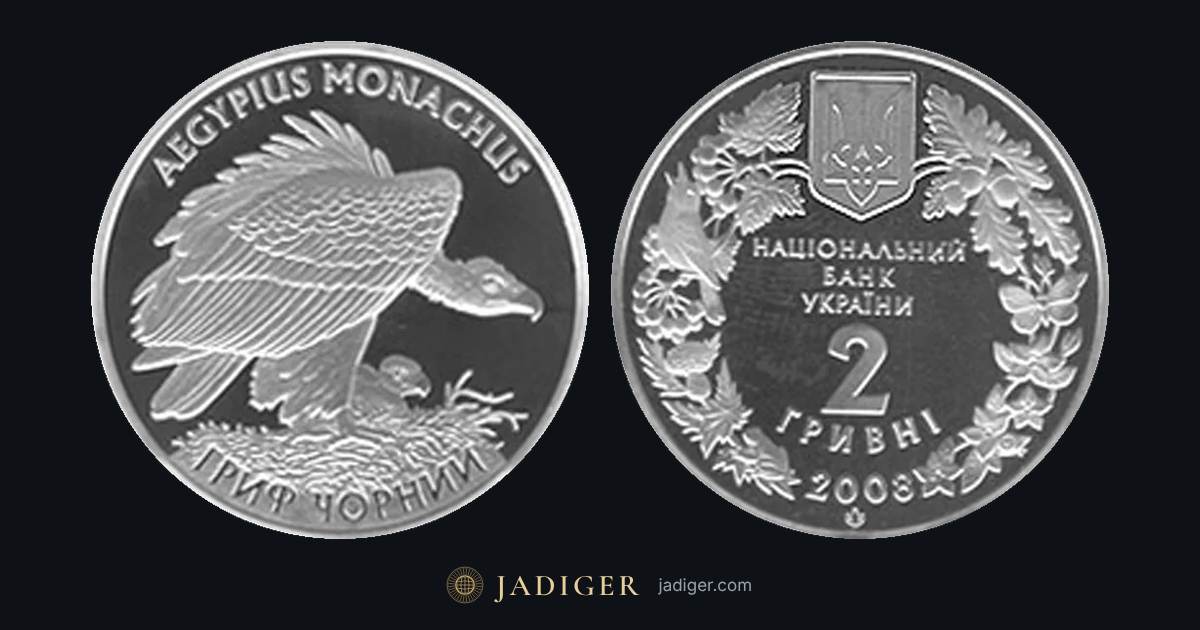 AEGYPIUS MONACHUS
ГРИФ ЧОРНИЙ
НАЦІОНАЛЬНИЙ
БАНК
УКРАЇНИ
2
ГРИВНІ
2008
JADIGER jadiger.com